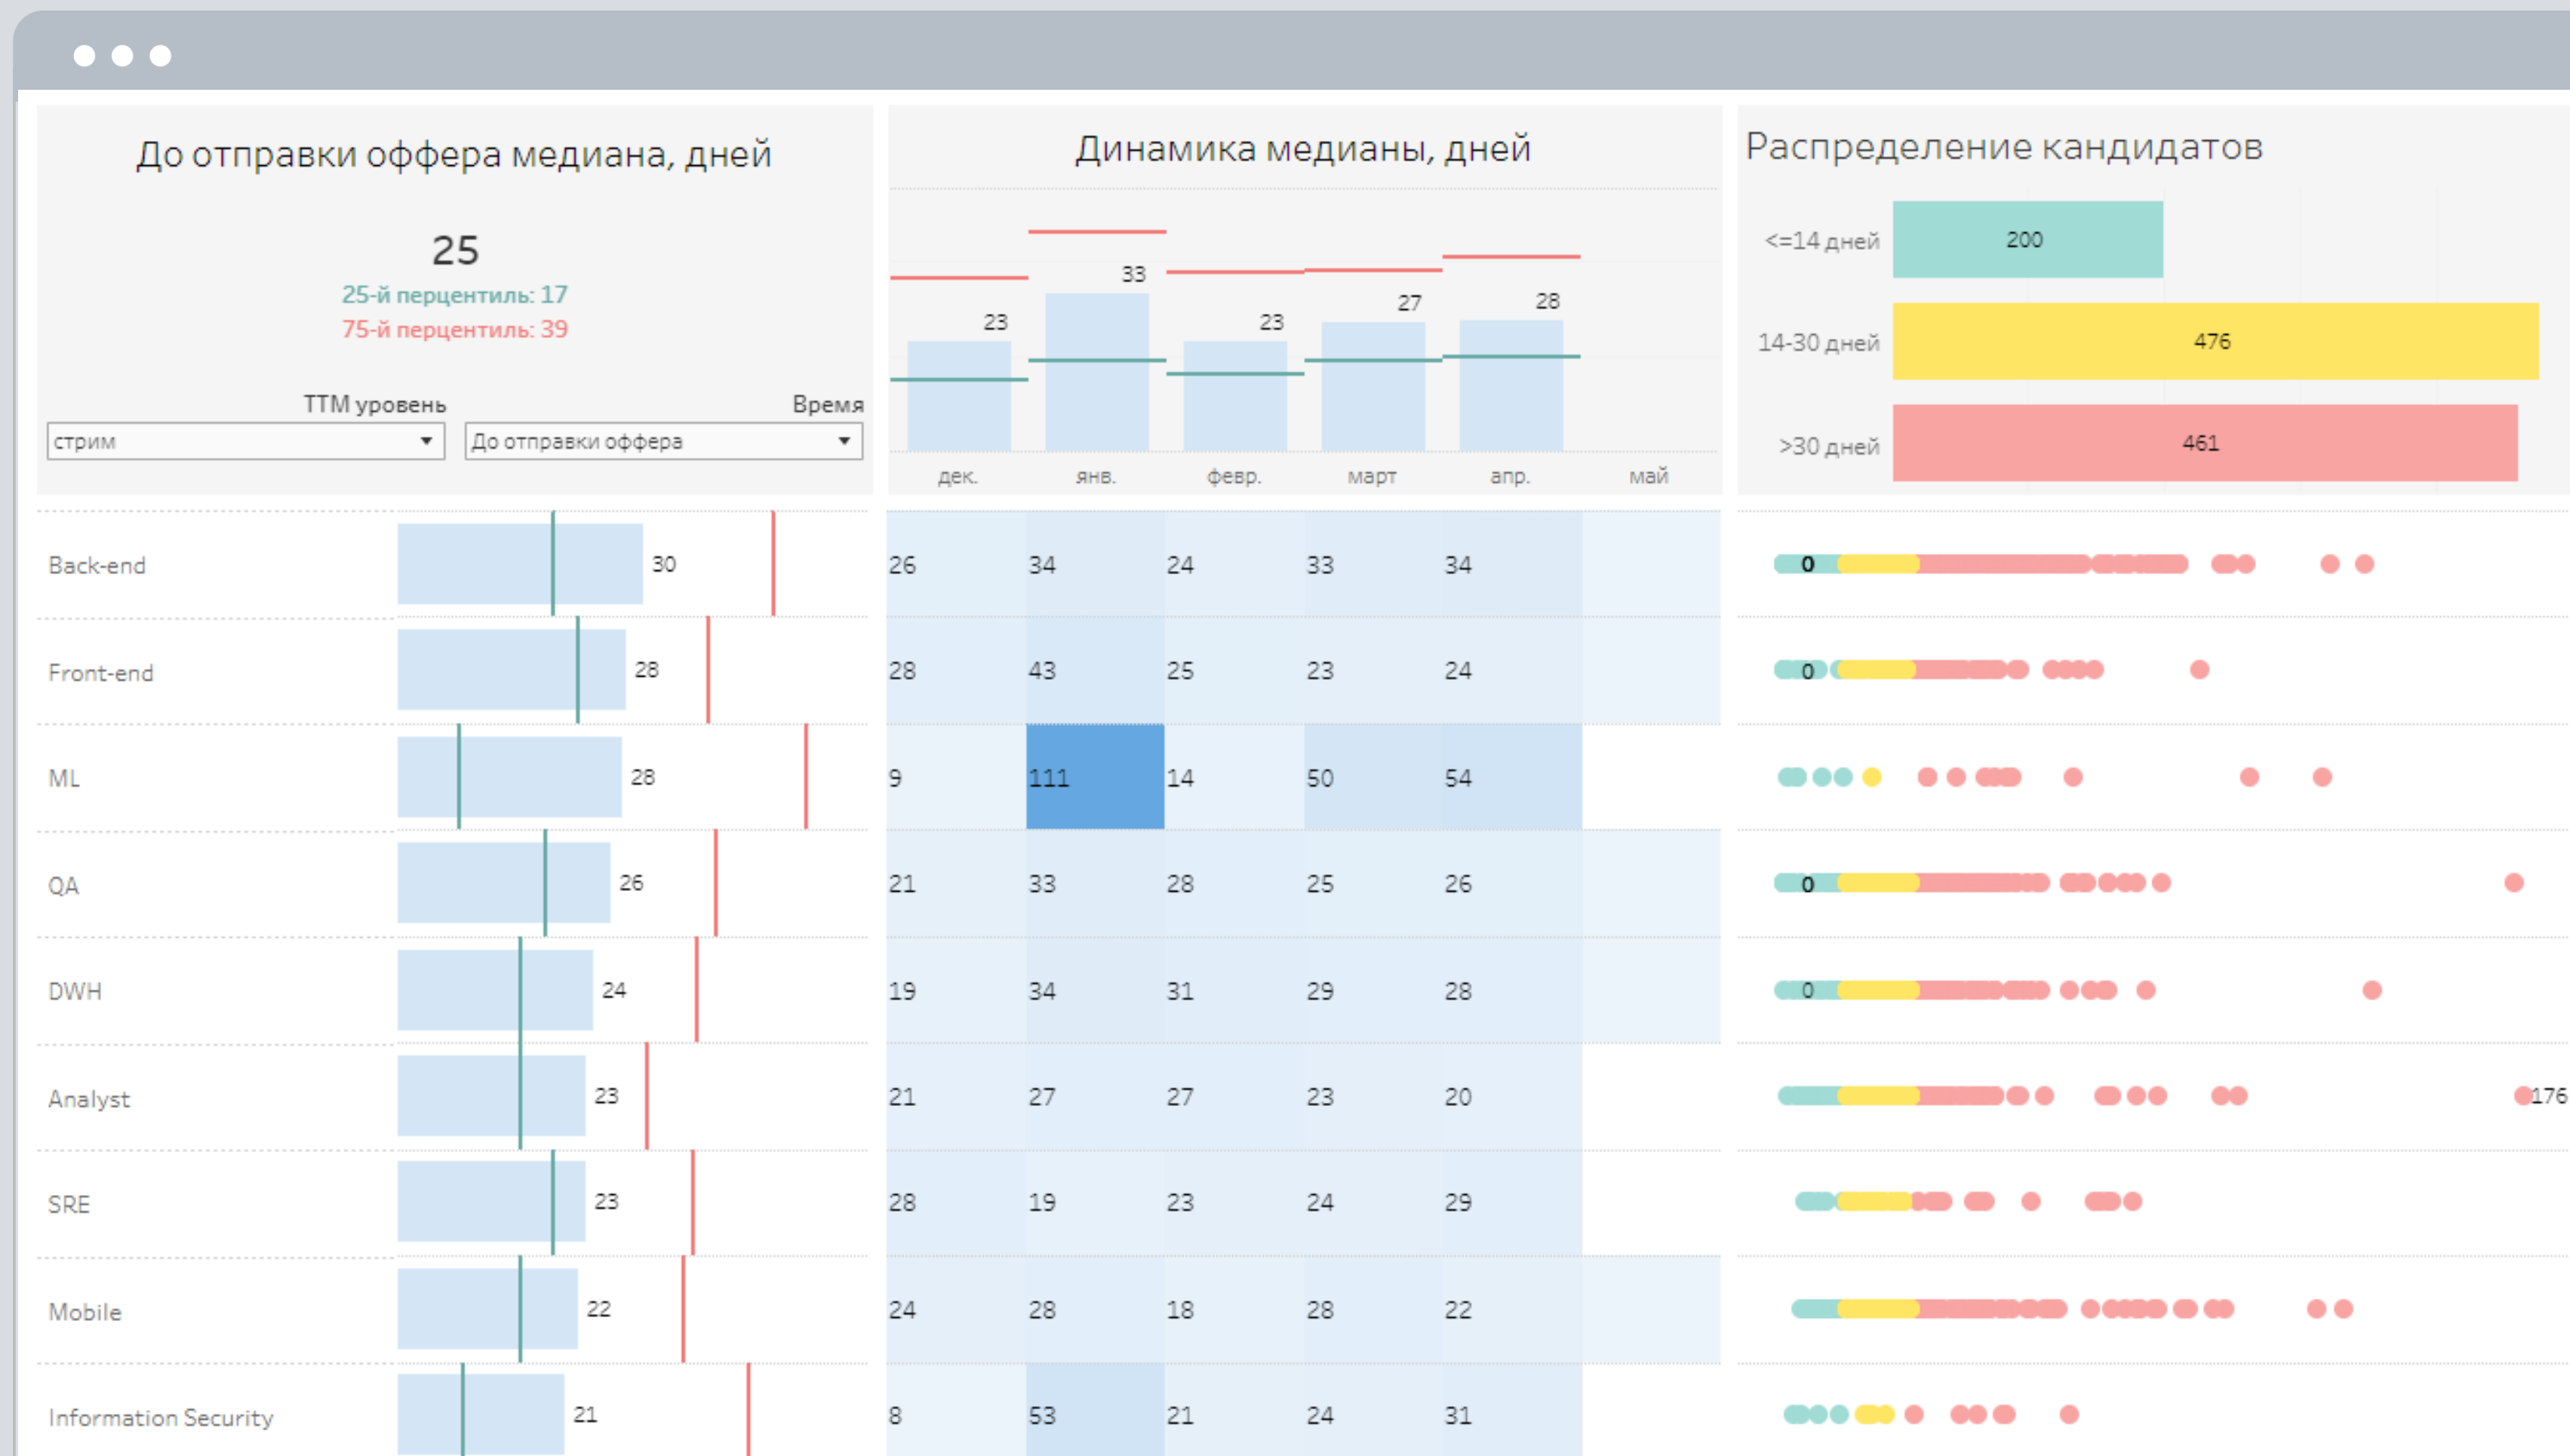 До отправки оффера медиана, дней
25
25-й перцентиль: 17
75-й перцентиль: 39
TTM уровень
Время
стрим
До отправки оффера
Динамика медианы, дней
23
33
23
27
28
дек. янв. февр. март апр. май
Распределение кандидатов
<=14 дней 200
14-30 дней 476
>30 дней 461
Back-end 30 26 34 24 33 34 0
Front-end 28 28 43 25 23 24 0
ML 28 9 111 14 50 54
QA 26 21 33 28 25 26 0
DWH 24 19 34 31 29 28 0
Analyst 23 21 27 27 23 20 176
SRE 23 28 19 23 24 29
Mobile 22 24 28 18 28 22
Information Security 21 8 53 21 24 31